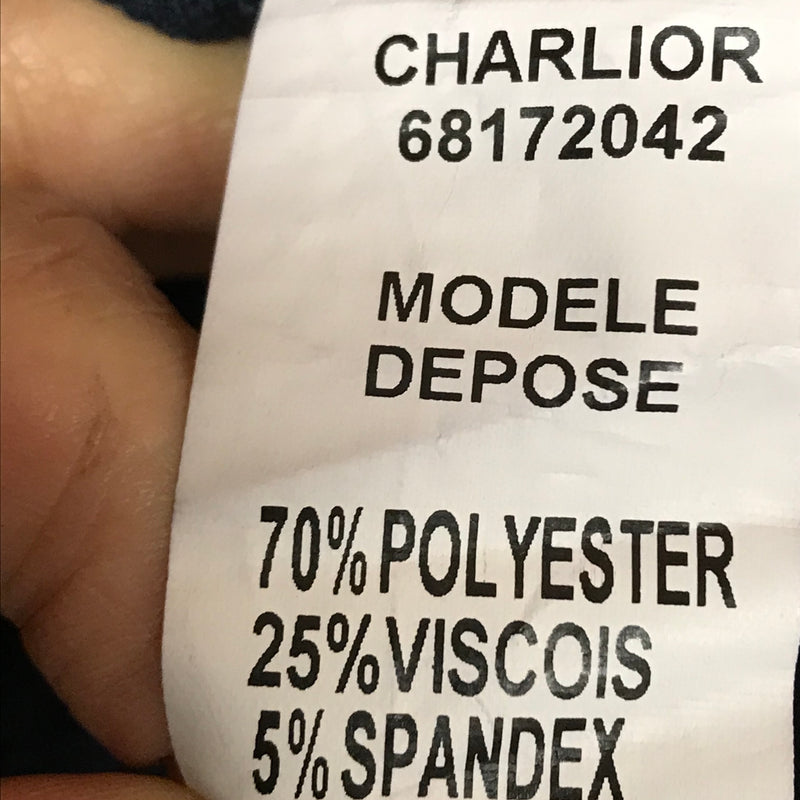 CHARLIOR
68172042
MODELE
DEPOSE
70% POLYESTER
25% VISCOIS
5% SPANDEX